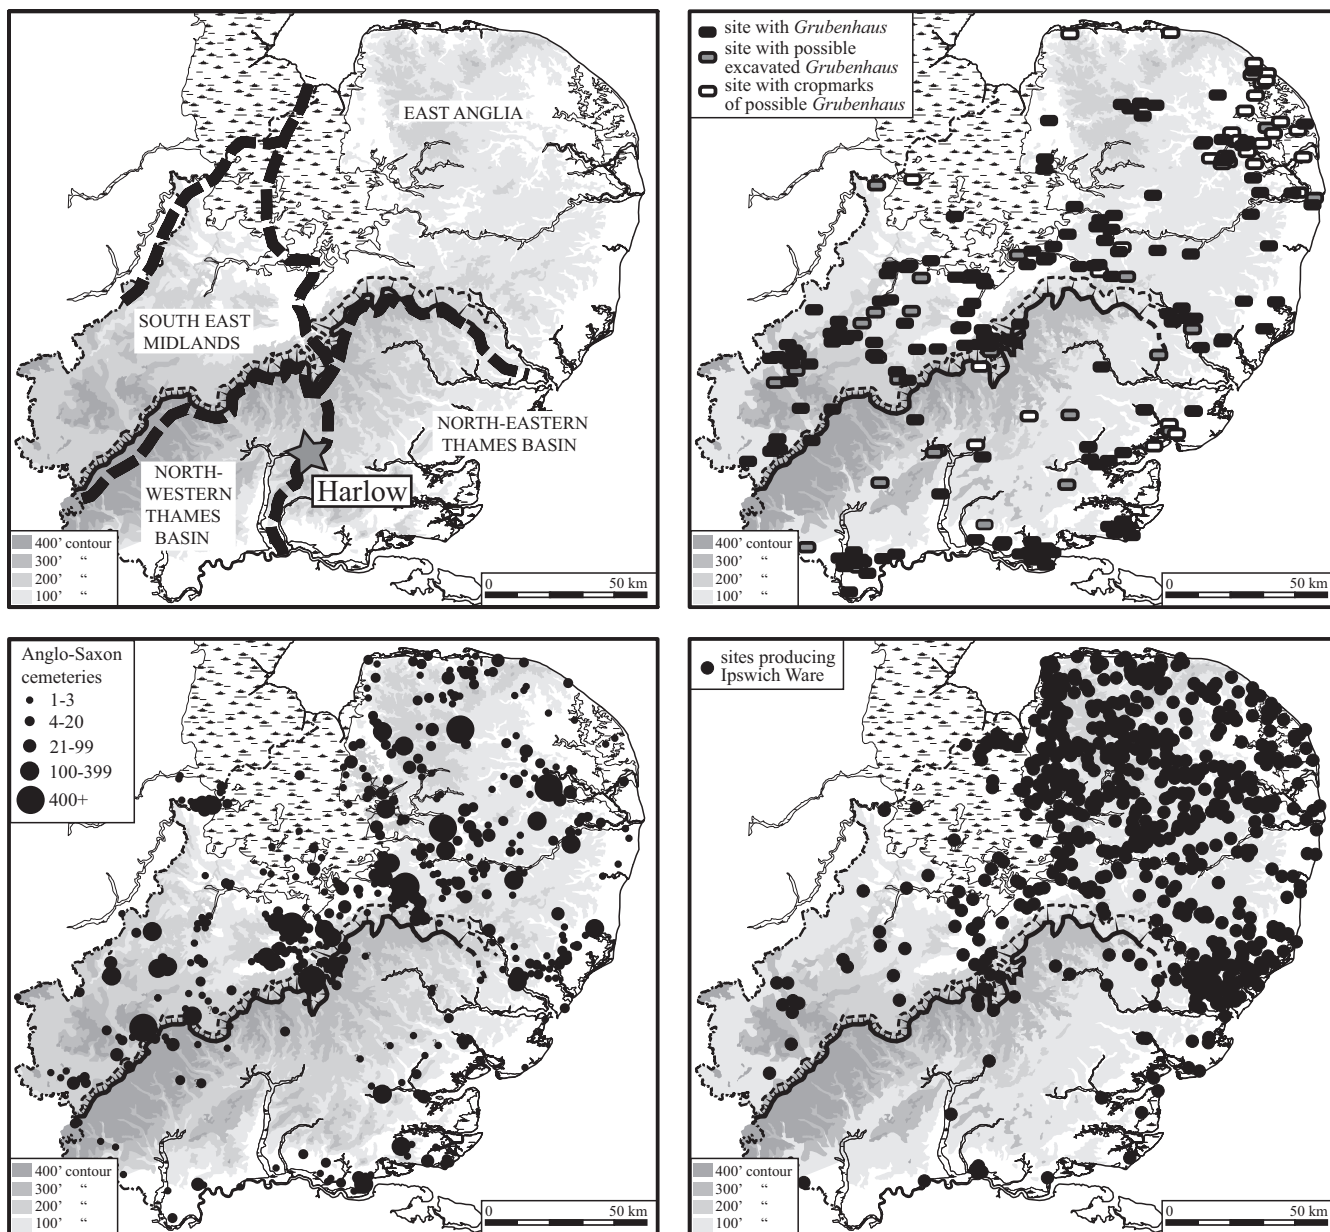 EAST ANGLIA
SOUTH EAST
MIDLANDS
NORTH-EASTERN
THAMES BASIN
NORTH-
WESTERN
THAMES
BASIN
Harlow
400' contour
300' “
200' “
100' “
0 50 km
site with Grubenhaus
site with possible
excavated Grubenhaus
site with cropmarks
of possible Grubenhaus
400' contour
300' “
200' “
100' “
0 50 km
Anglo-Saxon
cemeteries
1-3
4-20
21-99
100-399
400+
400' contour
300' “
200' “
100' “
0 50 km
sites producing
Ipswich Ware
400' contour
300' “
200' “
100' “
0 50 km